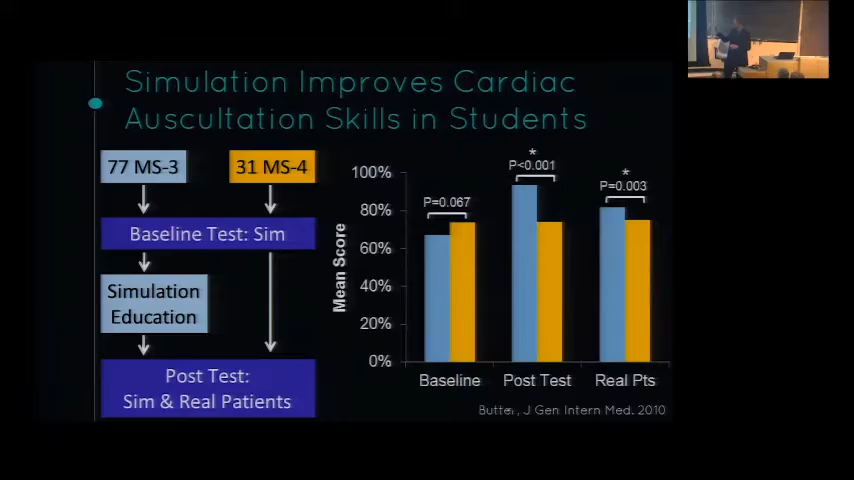 Simulation Improves Cardiac
Auscultation Skills in Students
77 MS-3
31 MS-4
Baseline Test: Sim
Simulation
Education
Post Test:
Sim & Real Patients
Mean Score
100%
80%
60%
40%
20%
0%
P=0.067
*
P<0.001
*
P=0.003
Baseline
Post Test
Real Pts
Butter, J Gen Intern Med. 2010